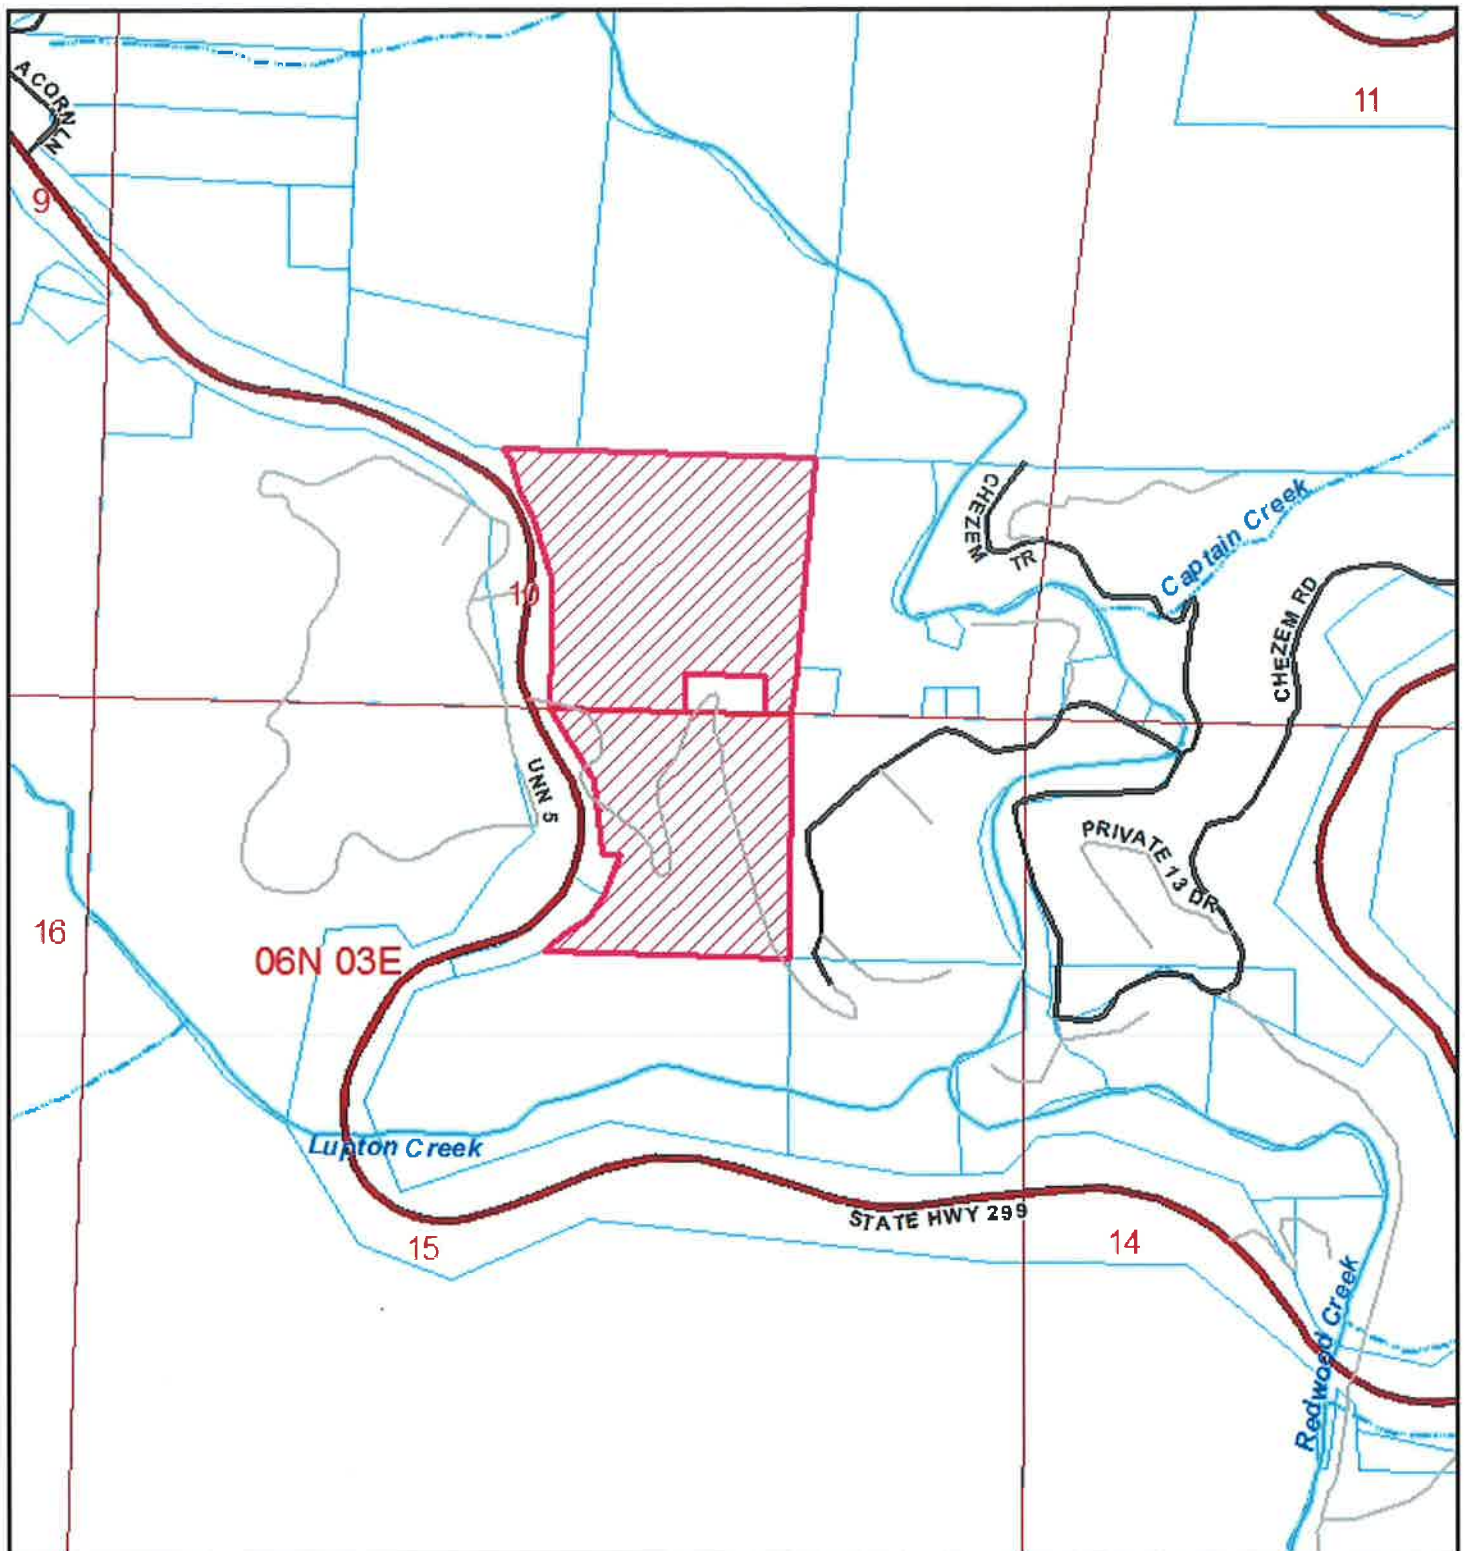 11
ACORN LN
9
CHEZEM TR
Captain Creek
10
CHEZEM RD
UNN 5
PRIVATE 13 DR
16
06N 03E
Lupton Creek
STATE HWY 299
15
14
Redwood Creek